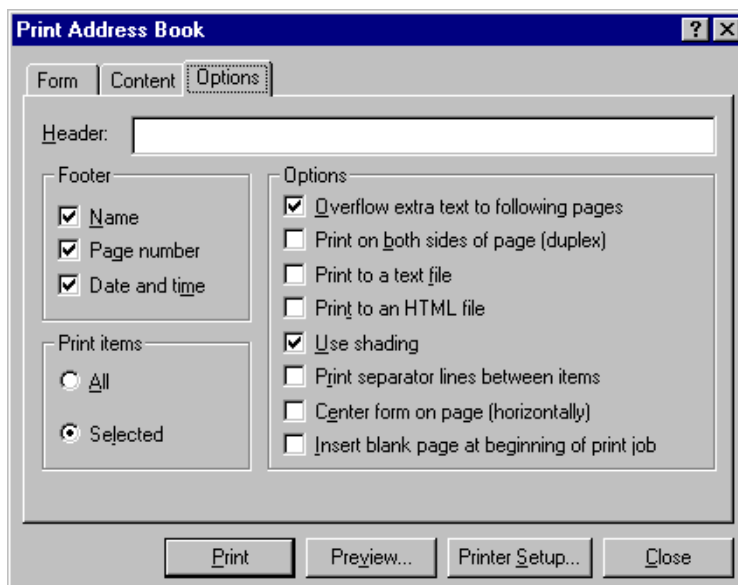 Print Address Book
Form Content Options
Header:
Footer
Name
Page number
Date and time
Print items
All
Selected
Options
Overflow extra text to following pages
Print on both sides of page (duplex)
Print to a text file
Print to an HTML file
Use shading
Print separator lines between items
Center form on page (horizontally)
Insert blank page at beginning of print job
Print Preview... Printer Setup... Close